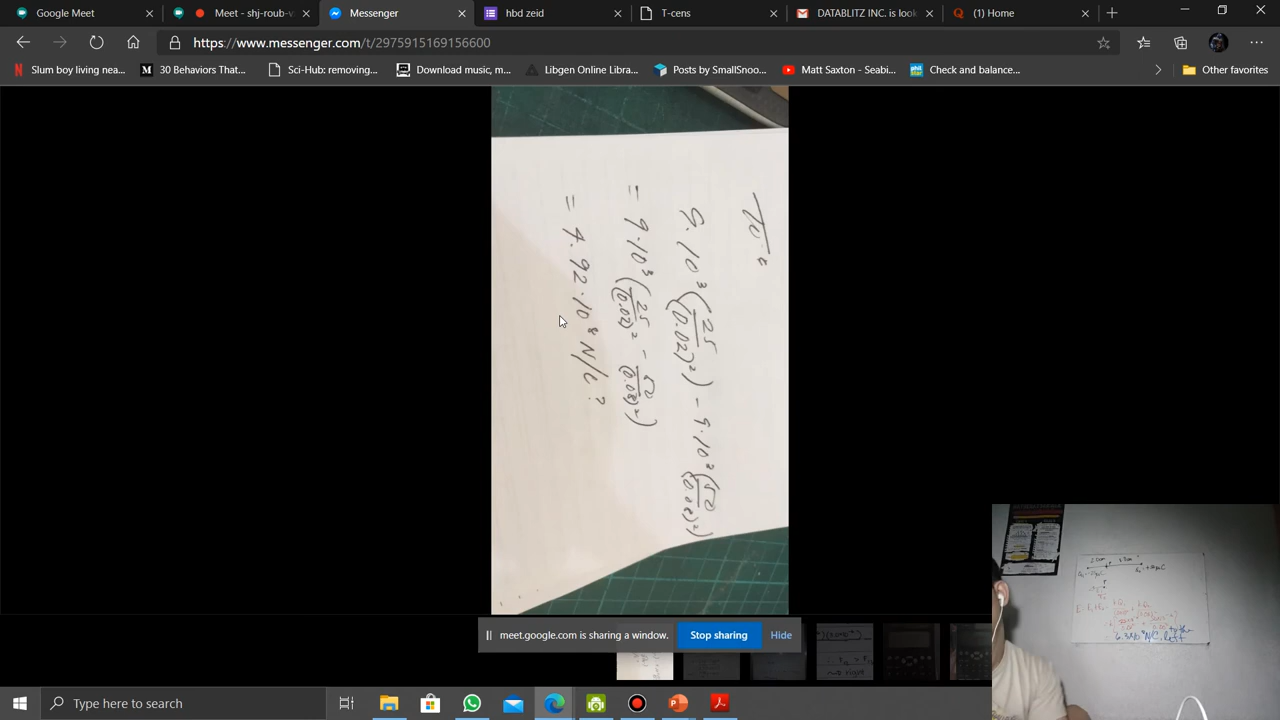 Google Meet
Meet - shj-roub-v
Messenger
hbd zeid
T-cens
DATABLITZ INC. is look
(1) Home
https://www.messenger.com/t/2975915169156600
Slum boy living nea...
30 Behaviors That...
Sci-Hub: removing...
Download music, m...
Libgen Online Libra...
Posts by SmallSnoo...
Matt Saxton - Seabi...
Check and balance...
Other favorites
9·10³ (25/(0.02)²) - 9·10³ (50/(0.08)²)
= 9·10³ (25/(0.02)² - 50/(0.08)²)
= 4.92·10⁸ N/C?
meet.google.com is sharing a window.
Stop sharing
Hide
Type here to search